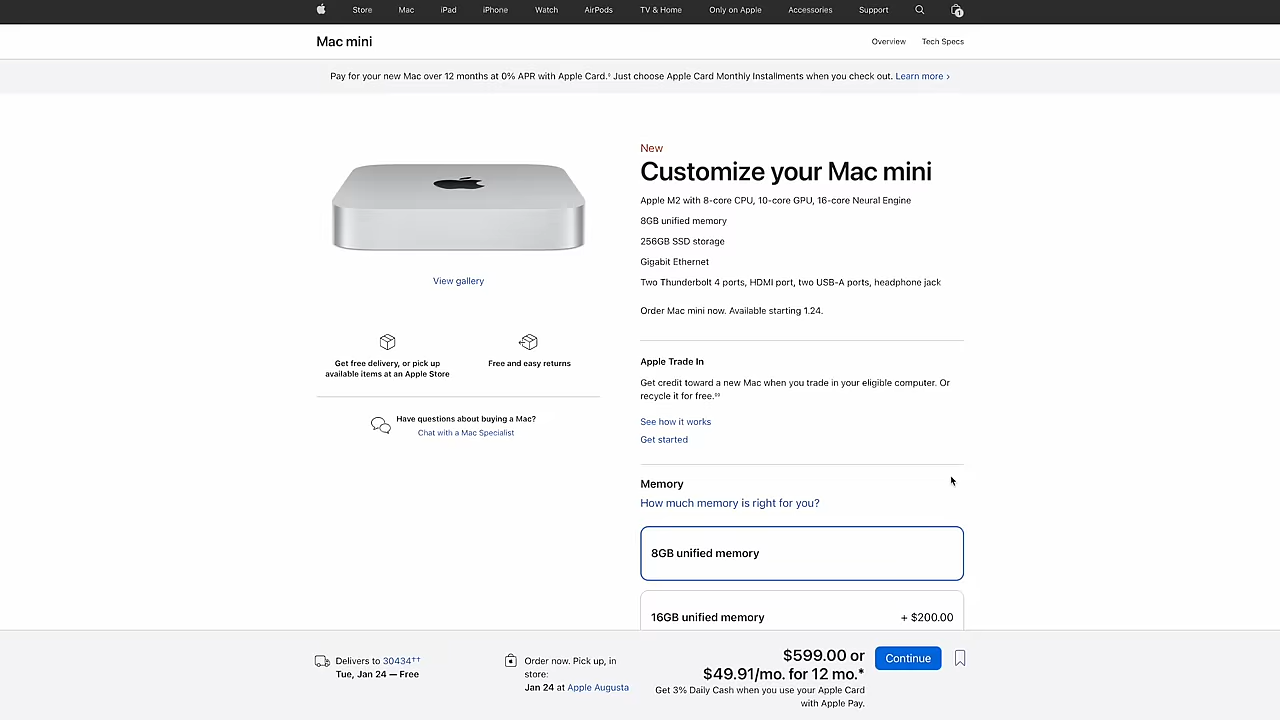 Store Mac iPad iPhone Watch AirPods TV & Home Only on Apple Accessories Support 1
Mac mini Overview Tech Specs
Pay for your new Mac over 12 months at 0% APR with Apple Card.◊ Just choose Apple Card Monthly Installments when you check out. Learn more ›
New
Customize your Mac mini
Apple M2 with 8-core CPU, 10-core GPU, 16-core Neural Engine
8GB unified memory
256GB SSD storage
Gigabit Ethernet
Two Thunderbolt 4 ports, HDMI port, two USB-A ports, headphone jack
Order Mac mini now. Available starting 1.24.
View gallery
Get free delivery, or pick up
available items at an Apple Store
Free and easy returns
Have questions about buying a Mac?
Chat with a Mac Specialist
Apple Trade In
Get credit toward a new Mac when you trade in your eligible computer. Or
recycle it for free.
See how it works
Get started
Memory
How much memory is right for you?
8GB unified memory
16GB unified memory + $200.00
Delivers to 30434††
Tue, Jan 24 — Free
Order now. Pick up, in
store:
Jan 24 at Apple Augusta
$599.00 or
$49.91/mo. for 12 mo.*
Get 3% Daily Cash when you use your Apple Card
with Apple Pay.
Continue